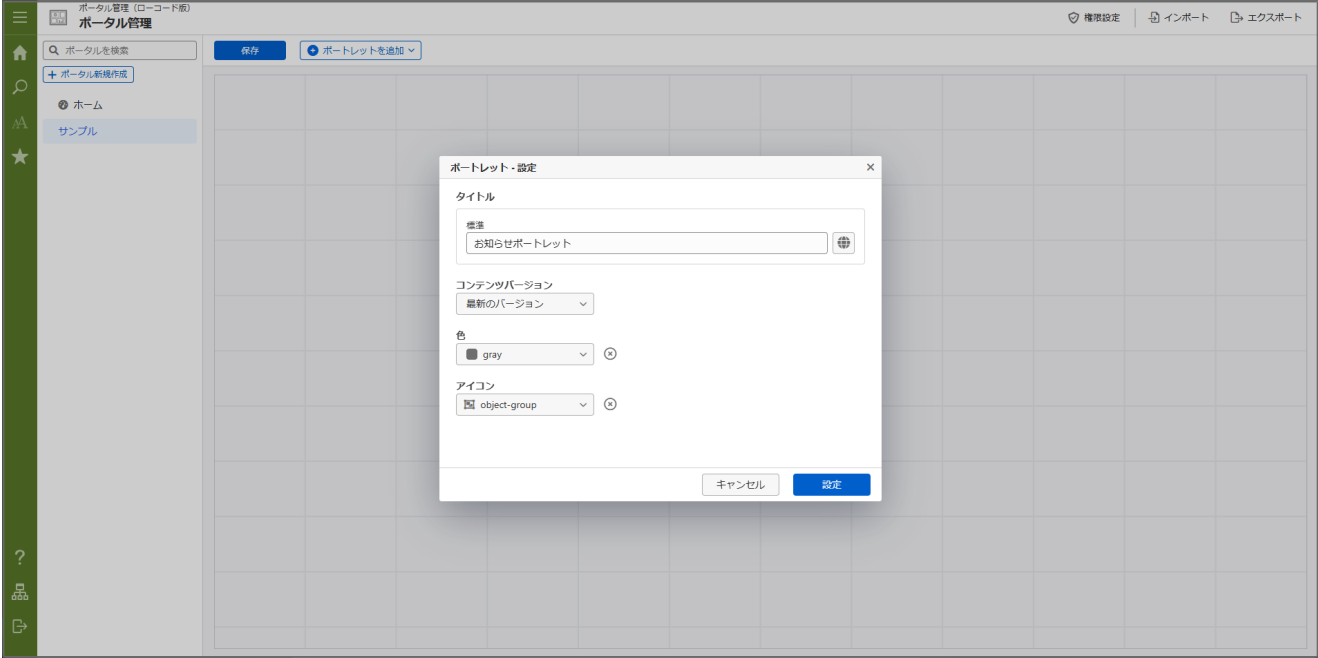 ポータル管理（ローコード版）
ポータル管理
権限設定
インポート
エクスポート
ポータルを検索
保存
ポートレットを追加
ポータル新規作成
ホーム
サンプル
ポートレット - 設定
タイトル
標準
お知らせポートレット
コンテンツバージョン
最新のバージョン
色
gray
アイコン
object-group
キャンセル
設定